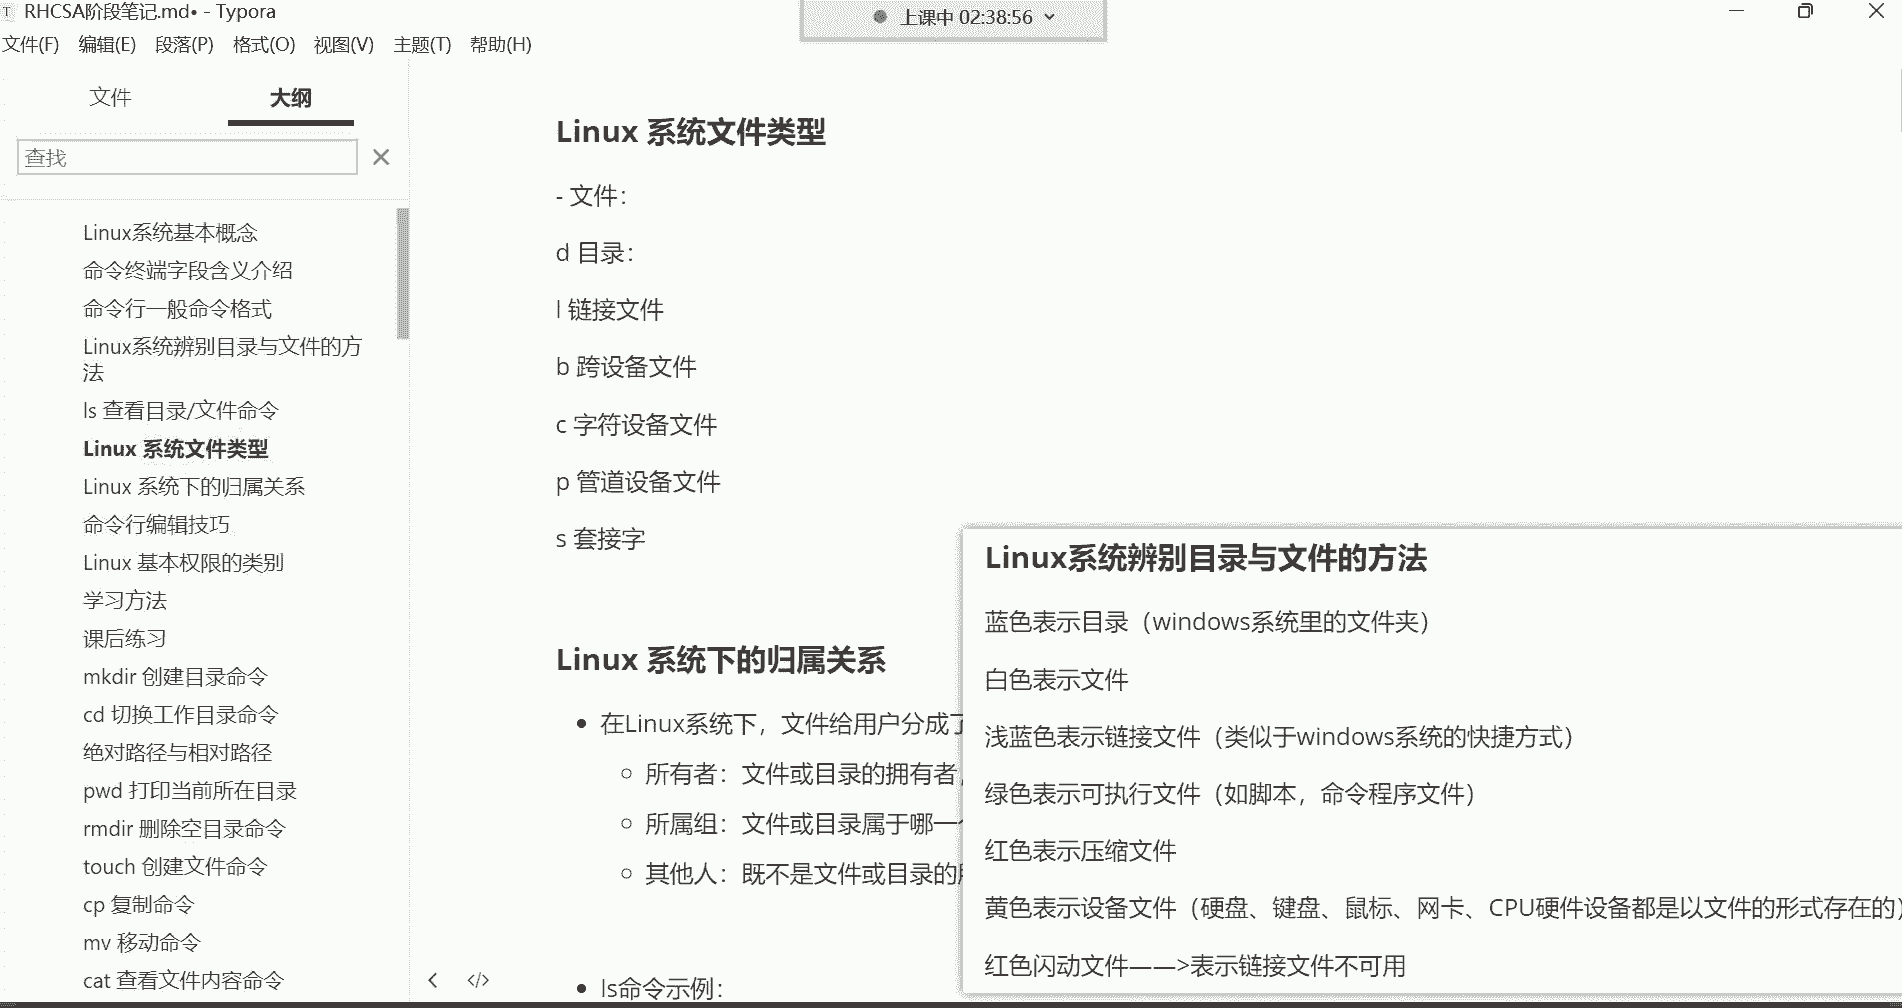 RHCSA阶段笔记.md• - Typora
上课中 02:38:56
文件(F) 编辑(E) 段落(P) 格式(O) 视图(V) 主题(T) 帮助(H)
文件 大纲
查找
Linux系统基本概念
命令终端字段含义介绍
命令行一般命令格式
Linux系统辨别目录与文件的方
法
ls 查看目录/文件命令
Linux 系统文件类型
Linux 系统下的归属关系
命令行编辑技巧
Linux 基本权限的类别
学习方法
课后练习
mkdir 创建目录命令
cd 切换工作目录命令
绝对路径与相对路径
pwd 打印当前所在目录
rmdir 删除空目录命令
touch 创建文件命令
cp 复制命令
mv 移动命令
cat 查看文件内容命令
Linux 系统文件类型
- 文件：
d 目录：
l 链接文件
b 跨设备文件
c 字符设备文件
p 管道设备文件
s 套接字
Linux 系统下的归属关系
在Linux系统下，文件给用户分成了
所有者：文件或目录的拥有者，
所属组：文件或目录属于哪一
其他人：既不是文件或目录的
ls命令示例：
Linux系统辨别目录与文件的方法
蓝色表示目录（windows系统里的文件夹）
白色表示文件
浅蓝色表示链接文件（类似于windows系统的快捷方式）
绿色表示可执行文件（如脚本，命令程序文件）
红色表示压缩文件
黄色表示设备文件（硬盘、键盘、鼠标、网卡、CPU硬件设备都是以文件的形式存在的）
红色闪动文件——>表示链接文件不可用